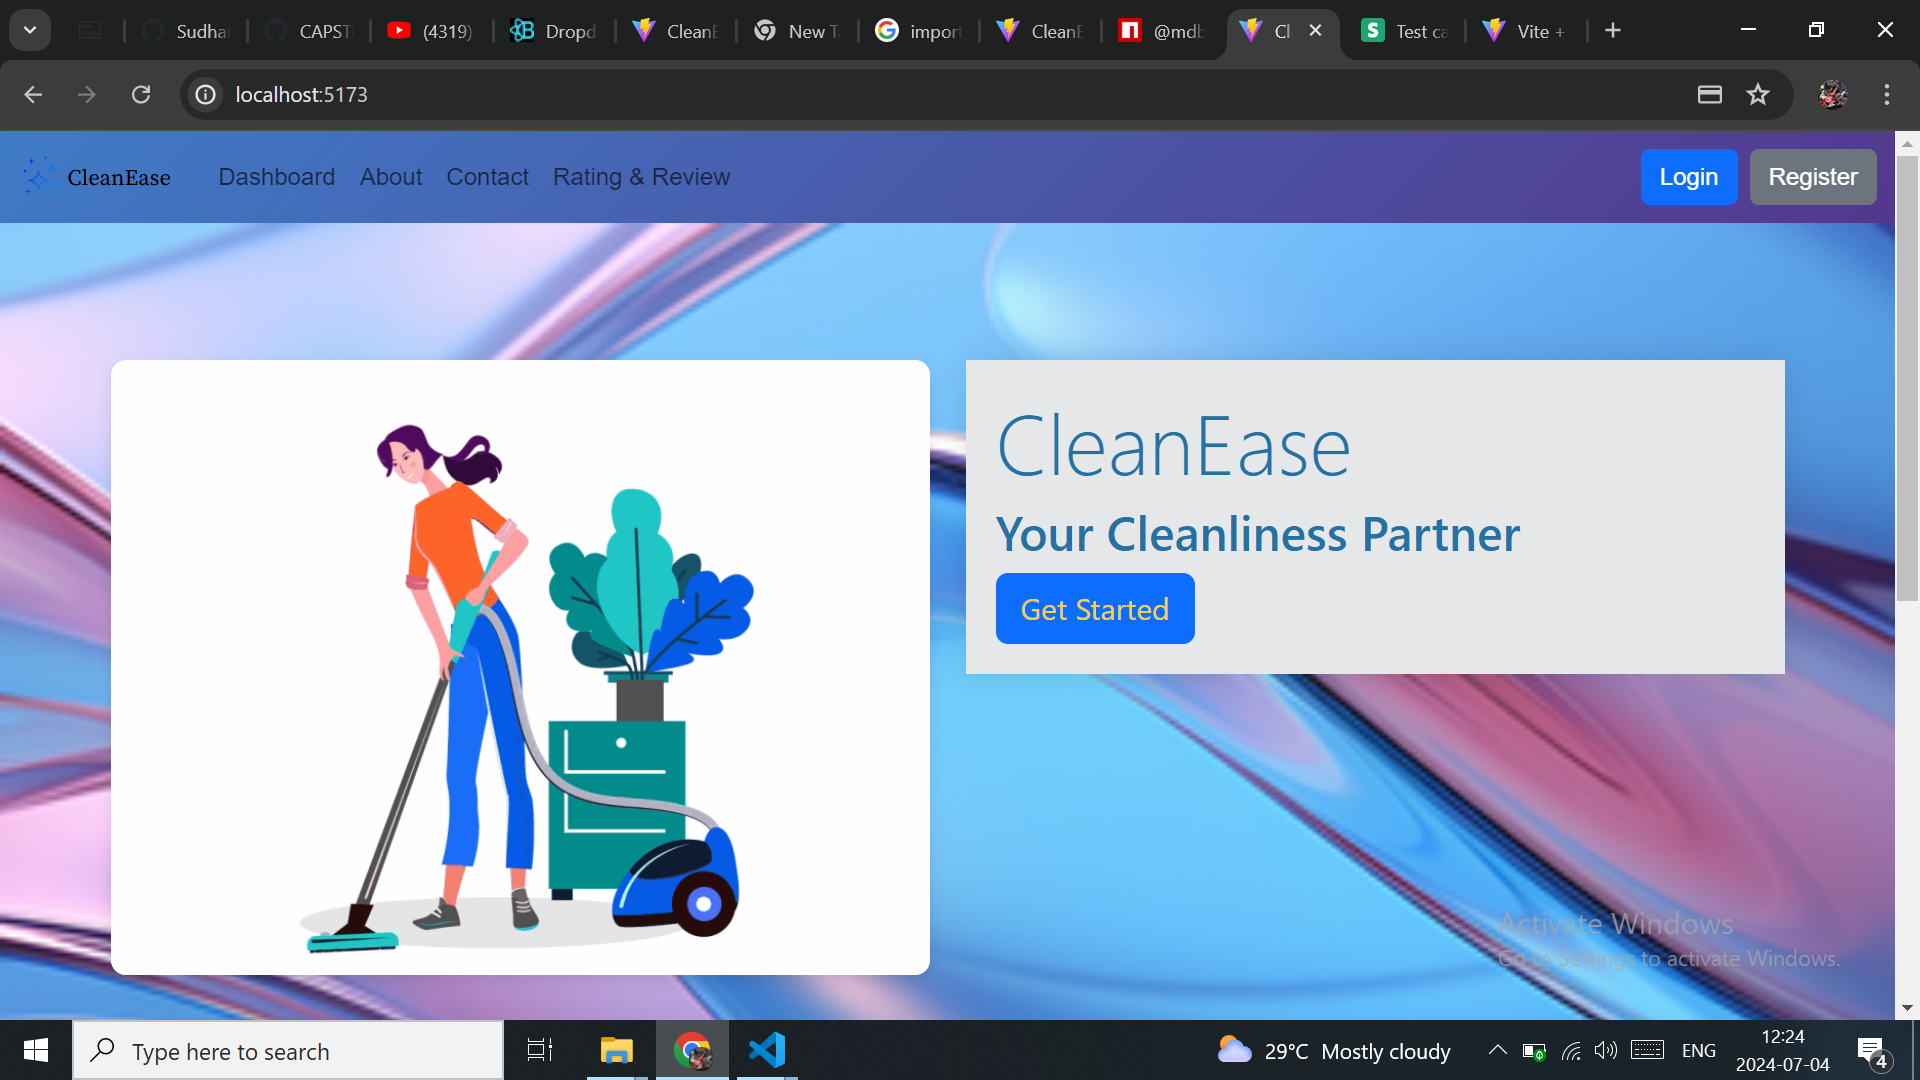 Sudha
CAPST
(4319)
Dropd
CleanE
New T
import
CleanE
@mdb
Cl
Test ca
Vite +
localhost:5173
CleanEase
Dashboard
About
Contact
Rating & Review
Login
Register
CleanEase
Your Cleanliness Partner
Get Started
Activate Windows
Go to Settings to activate Windows.
Type here to search
29°C Mostly cloudy
ENG
12:24
2024-07-04
4